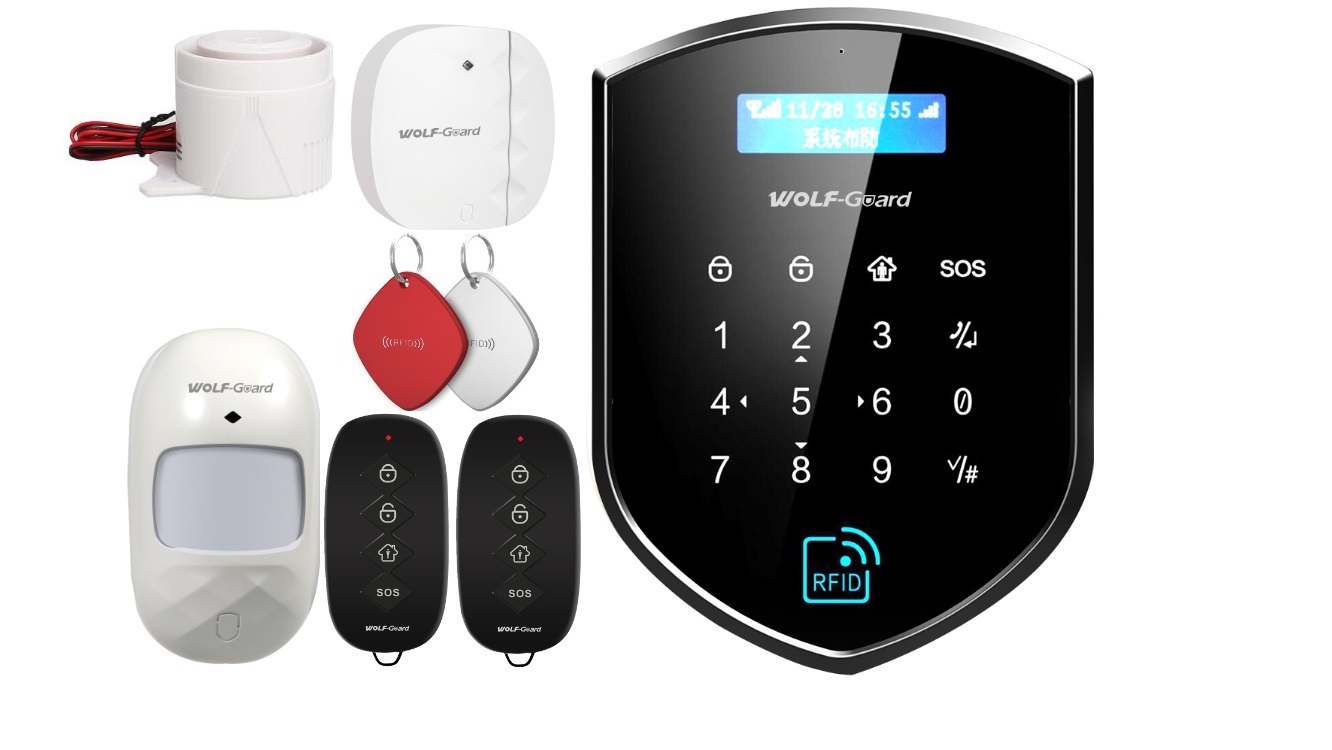 WOLF-Guard
11/28 16:55
系统布防
WOLF-Guard
SOS
1 2 3
4 5 6 0
7 8 9 #
RFID
((RFID))
FID))
WOLF-Guard
SOS
WOLF-Guard
SOS
WOLF-Guard